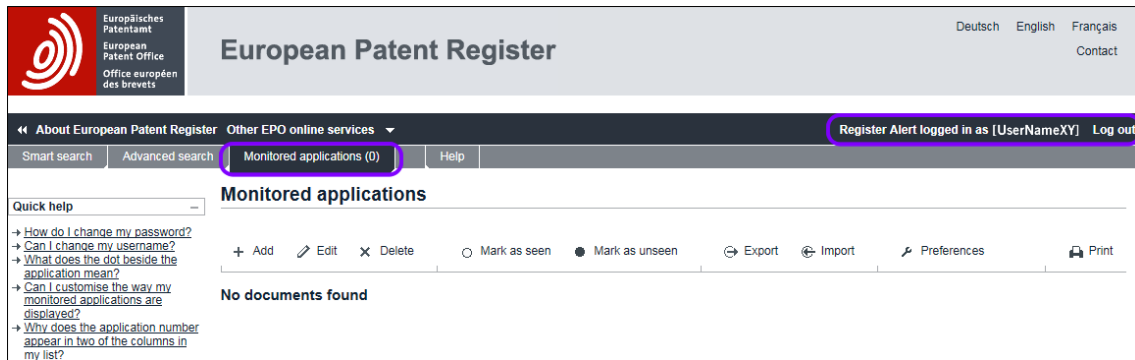 Europäisches
Patentamt
European
Patent Office
Office européen
des brevets
European Patent Register
Deutsch English Français
Contact
About European Patent Register Other EPO online services
Register Alert logged in as [UserNameXY] Log out
Smart search Advanced search Monitored applications (0) Help
Quick help
How do I change my password?
Can I change my username?
What does the dot beside the
application mean?
Can I customise the way my
monitored applications are
displayed?
Why does the application number
appear in two of the columns in
my list?
Monitored applications
Add Edit Delete Mark as seen Mark as unseen Export Import Preferences Print
No documents found